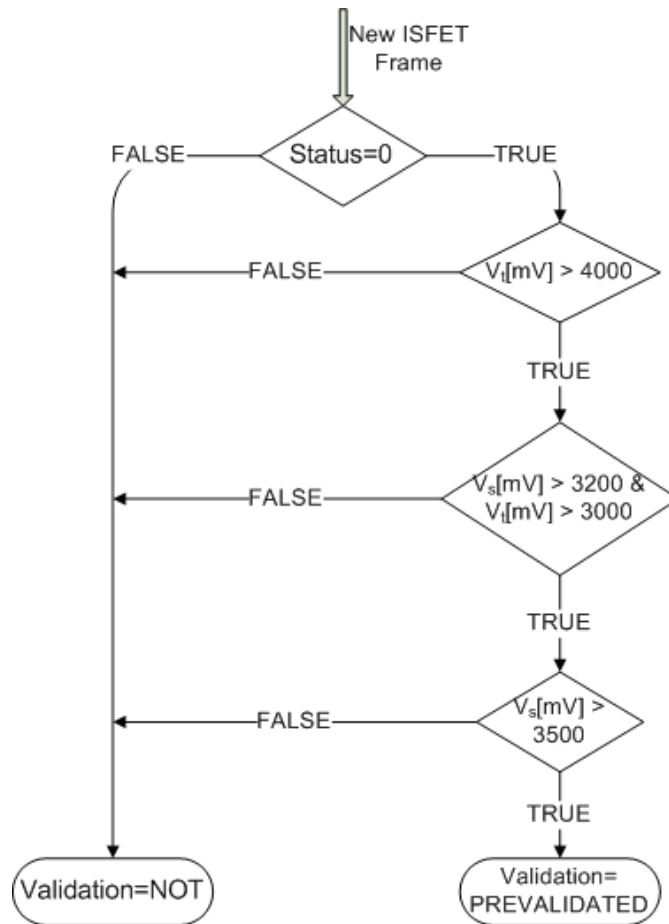 New ISFET
Frame
Status=0
FALSE
TRUE
Vₜ[mV] > 4000
FALSE
TRUE
Vₛ[mV] > 3200 &
Vₜ[mV] > 3000
FALSE
TRUE
Vₛ[mV] >
3500
FALSE
TRUE
Validation=NOT
Validation=
PREVALIDATED